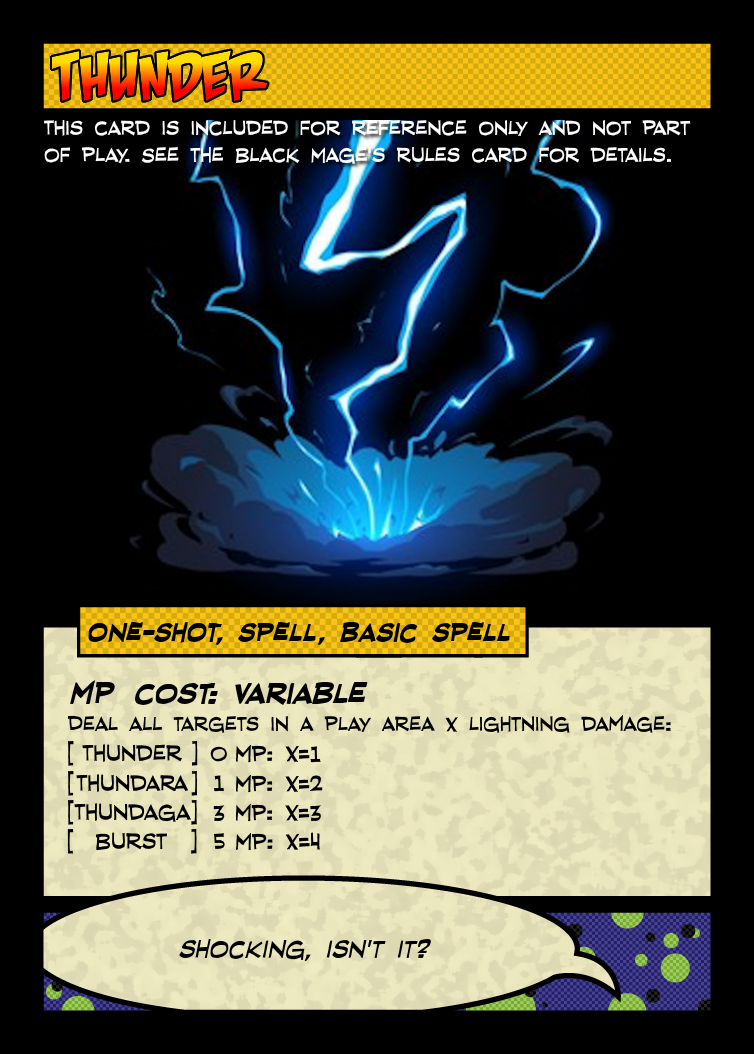 THUNDER
THIS CARD IS INCLUDED FOR REFERENCE ONLY AND NOT PART
OF PLAY. SEE THE BLACK MAGE'S RULES CARD FOR DETAILS.
ONE-SHOT, SPELL, BASIC SPELL
MP COST: VARIABLE
DEAL ALL TARGETS IN A PLAY AREA X LIGHTNING DAMAGE:
[ THUNDER ] 0 MP: X=1
[THUNDARA] 1 MP: X=2
[THUNDAGA] 3 MP: X=3
[ BURST ] 5 MP: X=4
SHOCKING, ISN'T IT?